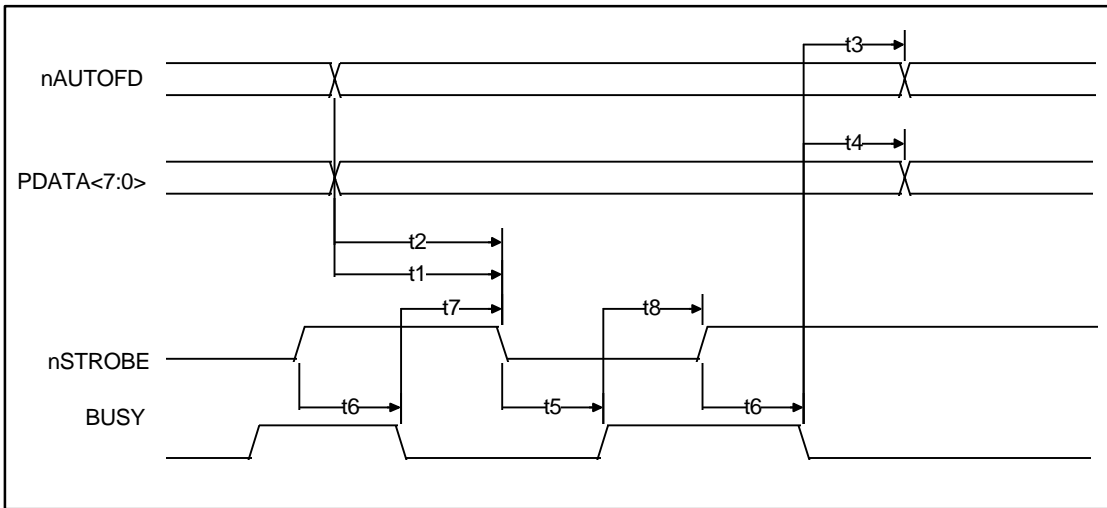 t3
nAUTOFD
t4
PDATA<7:0>
t2
t1
t7
t8
nSTROBE
t6
t5
t6
BUSY